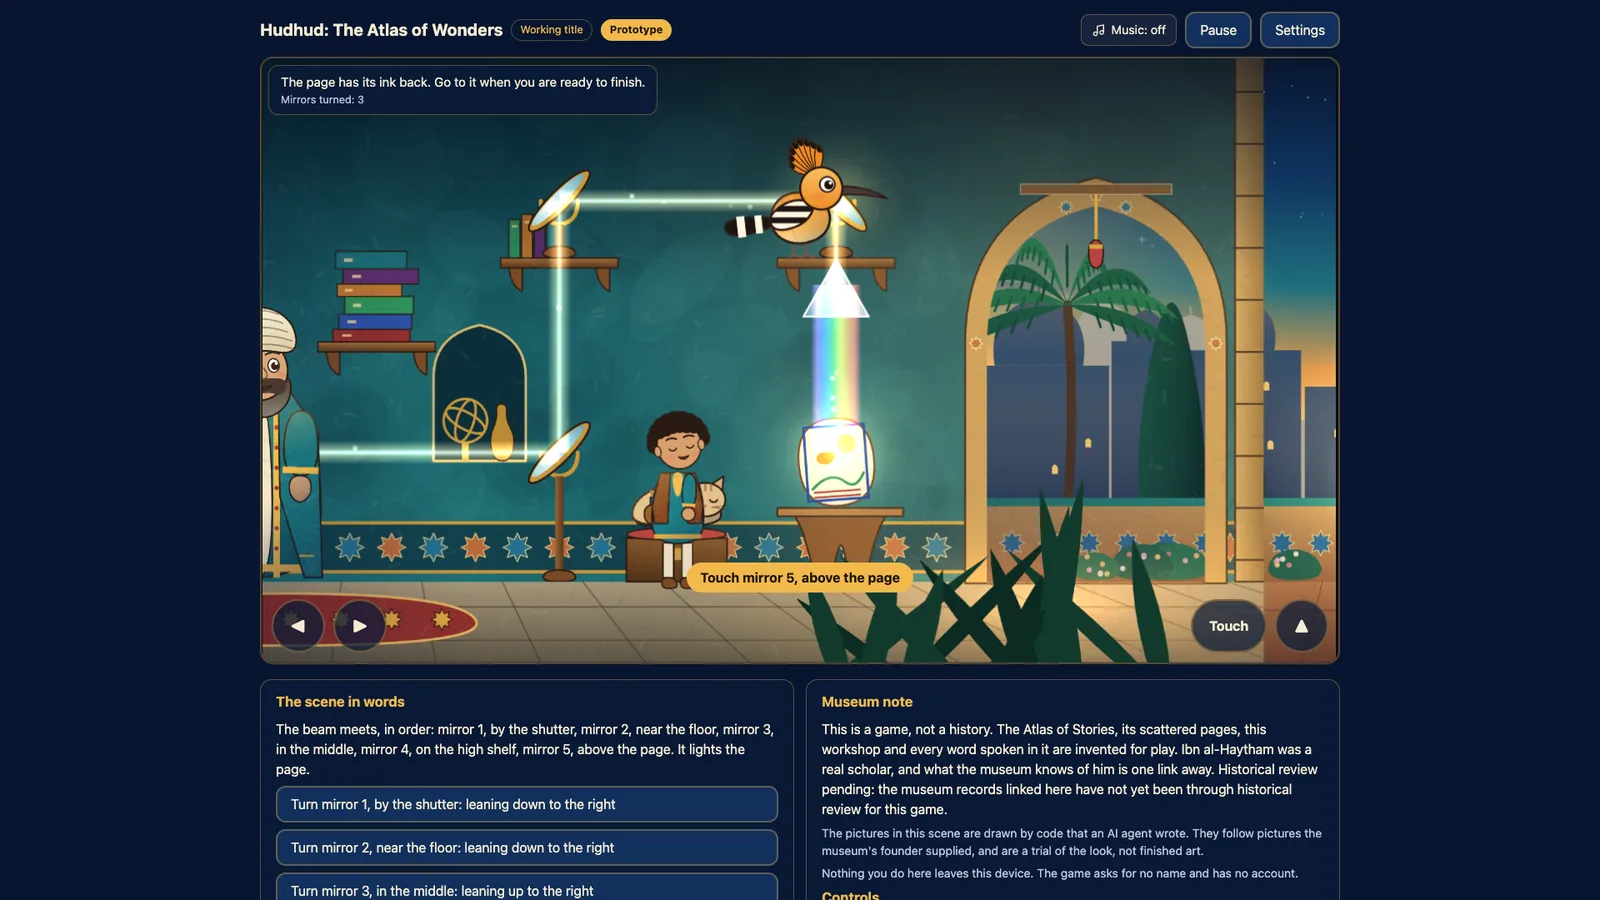 Hudhud: The Atlas of Wonders
Working title
Prototype
Music: off
Pause
Settings
The page has its ink back. Go to it when you are ready to finish.
Mirrors turned: 3
Touch mirror 5, above the page
Touch
The scene in words
The beam meets, in order: mirror 1, by the shutter, mirror 2, near the floor, mirror 3,
in the middle, mirror 4, on the high shelf, mirror 5, above the page. It lights the
page.
Turn mirror 1, by the shutter: leaning down to the right
Turn mirror 2, near the floor: leaning down to the right
Turn mirror 3, in the middle: leaning up to the right
Museum note
This is a game, not a history. The Atlas of Stories, its scattered pages, this
workshop and every word spoken in it are invented for play. Ibn al-Haytham was a
real scholar, and what the museum knows of him is one link away. Historical review
pending: the museum records linked here have not yet been through historical
review for this game.
The pictures in this scene are drawn by code that an AI agent wrote. They follow pictures the
museum's founder supplied, and are a trial of the look, not finished art.
Nothing you do here leaves this device. The game asks for no name and has no account.
Controls